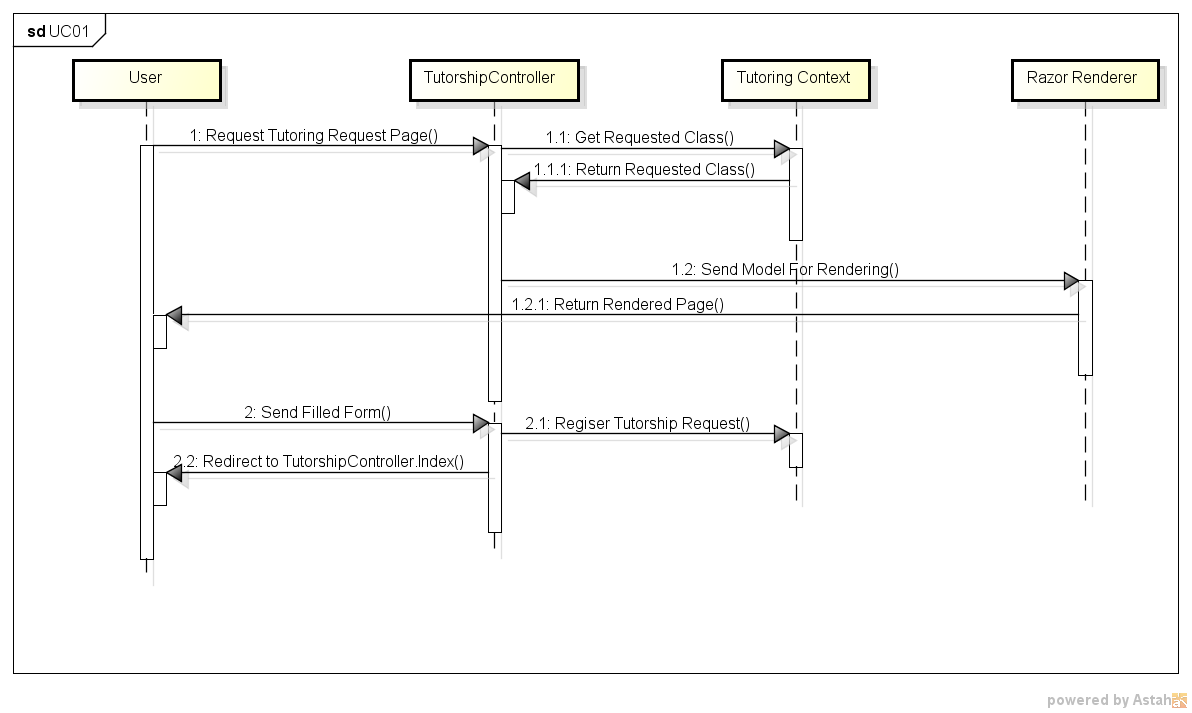 sd UC01
User
TutorshipController
Tutoring Context
Razor Renderer
1: Request Tutoring Request Page()
1.1: Get Requested Class()
1.1.1: Return Requested Class()
1.2: Send Model For Rendering()
1.2.1: Return Rendered Page()
2: Send Filled Form()
2.1: Regiser Tutorship Request()
2.2: Redirect to TutorshipController.Index()
powered by Astah